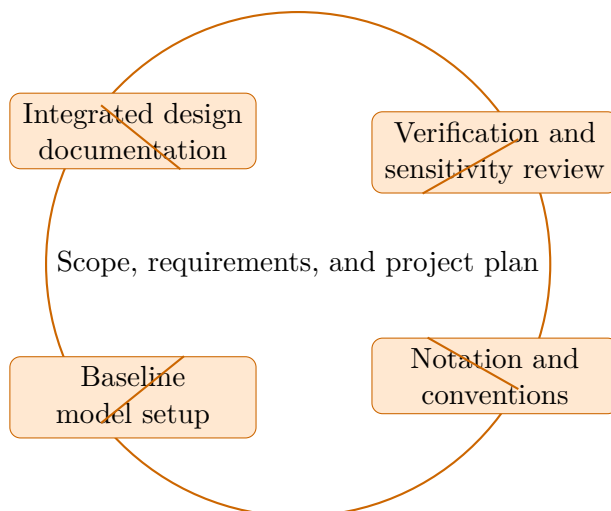 Integrated design
documentation
Verification and
sensitivity review
Scope, requirements, and project plan
Baseline
model setup
Notation and
conventions